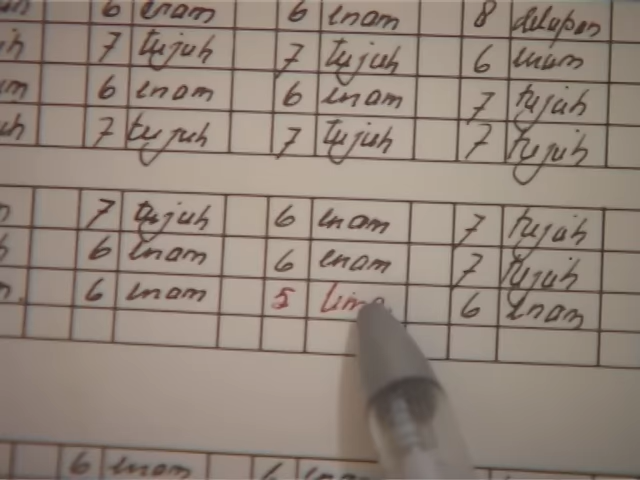 6 enam 6 enam 8 delapan
7 tujuh 7 tujuh 6 enam
6 enam 6 enam 7 tujuh
7 tujuh 7 tujuh 7 tujuh
7 tujuh 6 enam 7 tujuh
6 enam 6 enam 7 tujuh
6 enam 5 lima 6 enam
6 enam 6 enam